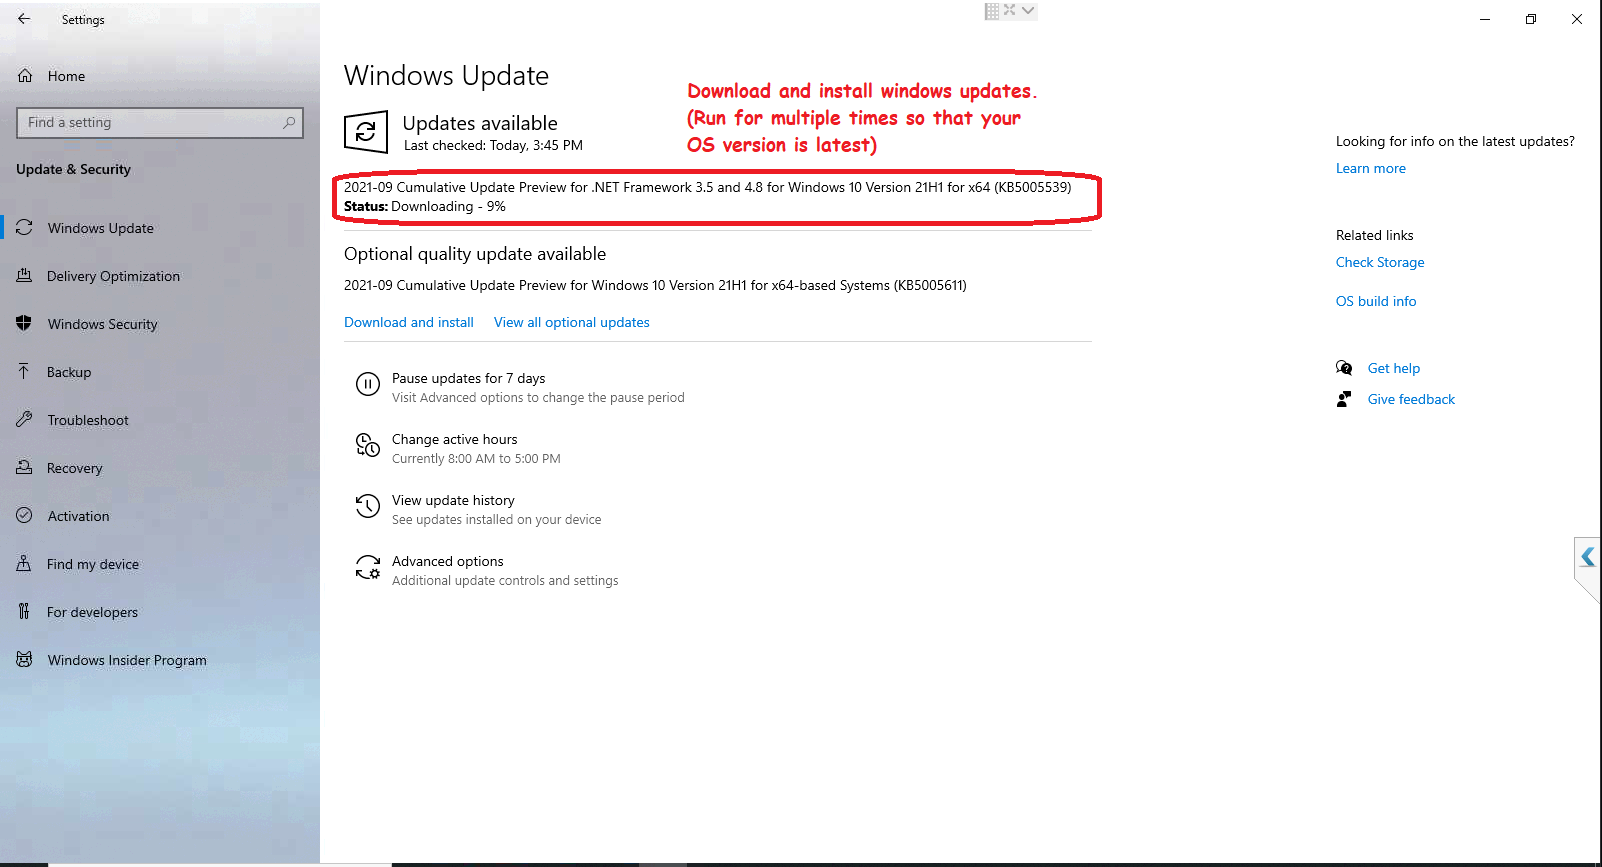 Settings
Home
Find a setting
Update & Security
Windows Update
Delivery Optimization
Windows Security
Backup
Troubleshoot
Recovery
Activation
Find my device
For developers
Windows Insider Program
Windows Update
Updates available
Last checked: Today, 3:45 PM
Download and install windows updates.
(Run for multiple times so that your
OS version is latest)
2021-09 Cumulative Update Preview for .NET Framework 3.5 and 4.8 for Windows 10 Version 21H1 for x64 (KB5005539)
Status: Downloading - 9%
Optional quality update available
2021-09 Cumulative Update Preview for Windows 10 Version 21H1 for x64-based Systems (KB5005611)
Download and install View all optional updates
Pause updates for 7 days
Visit Advanced options to change the pause period
Change active hours
Currently 8:00 AM to 5:00 PM
View update history
See updates installed on your device
Advanced options
Additional update controls and settings
Looking for info on the latest updates?
Learn more
Related links
Check Storage
OS build info
Get help
Give feedback